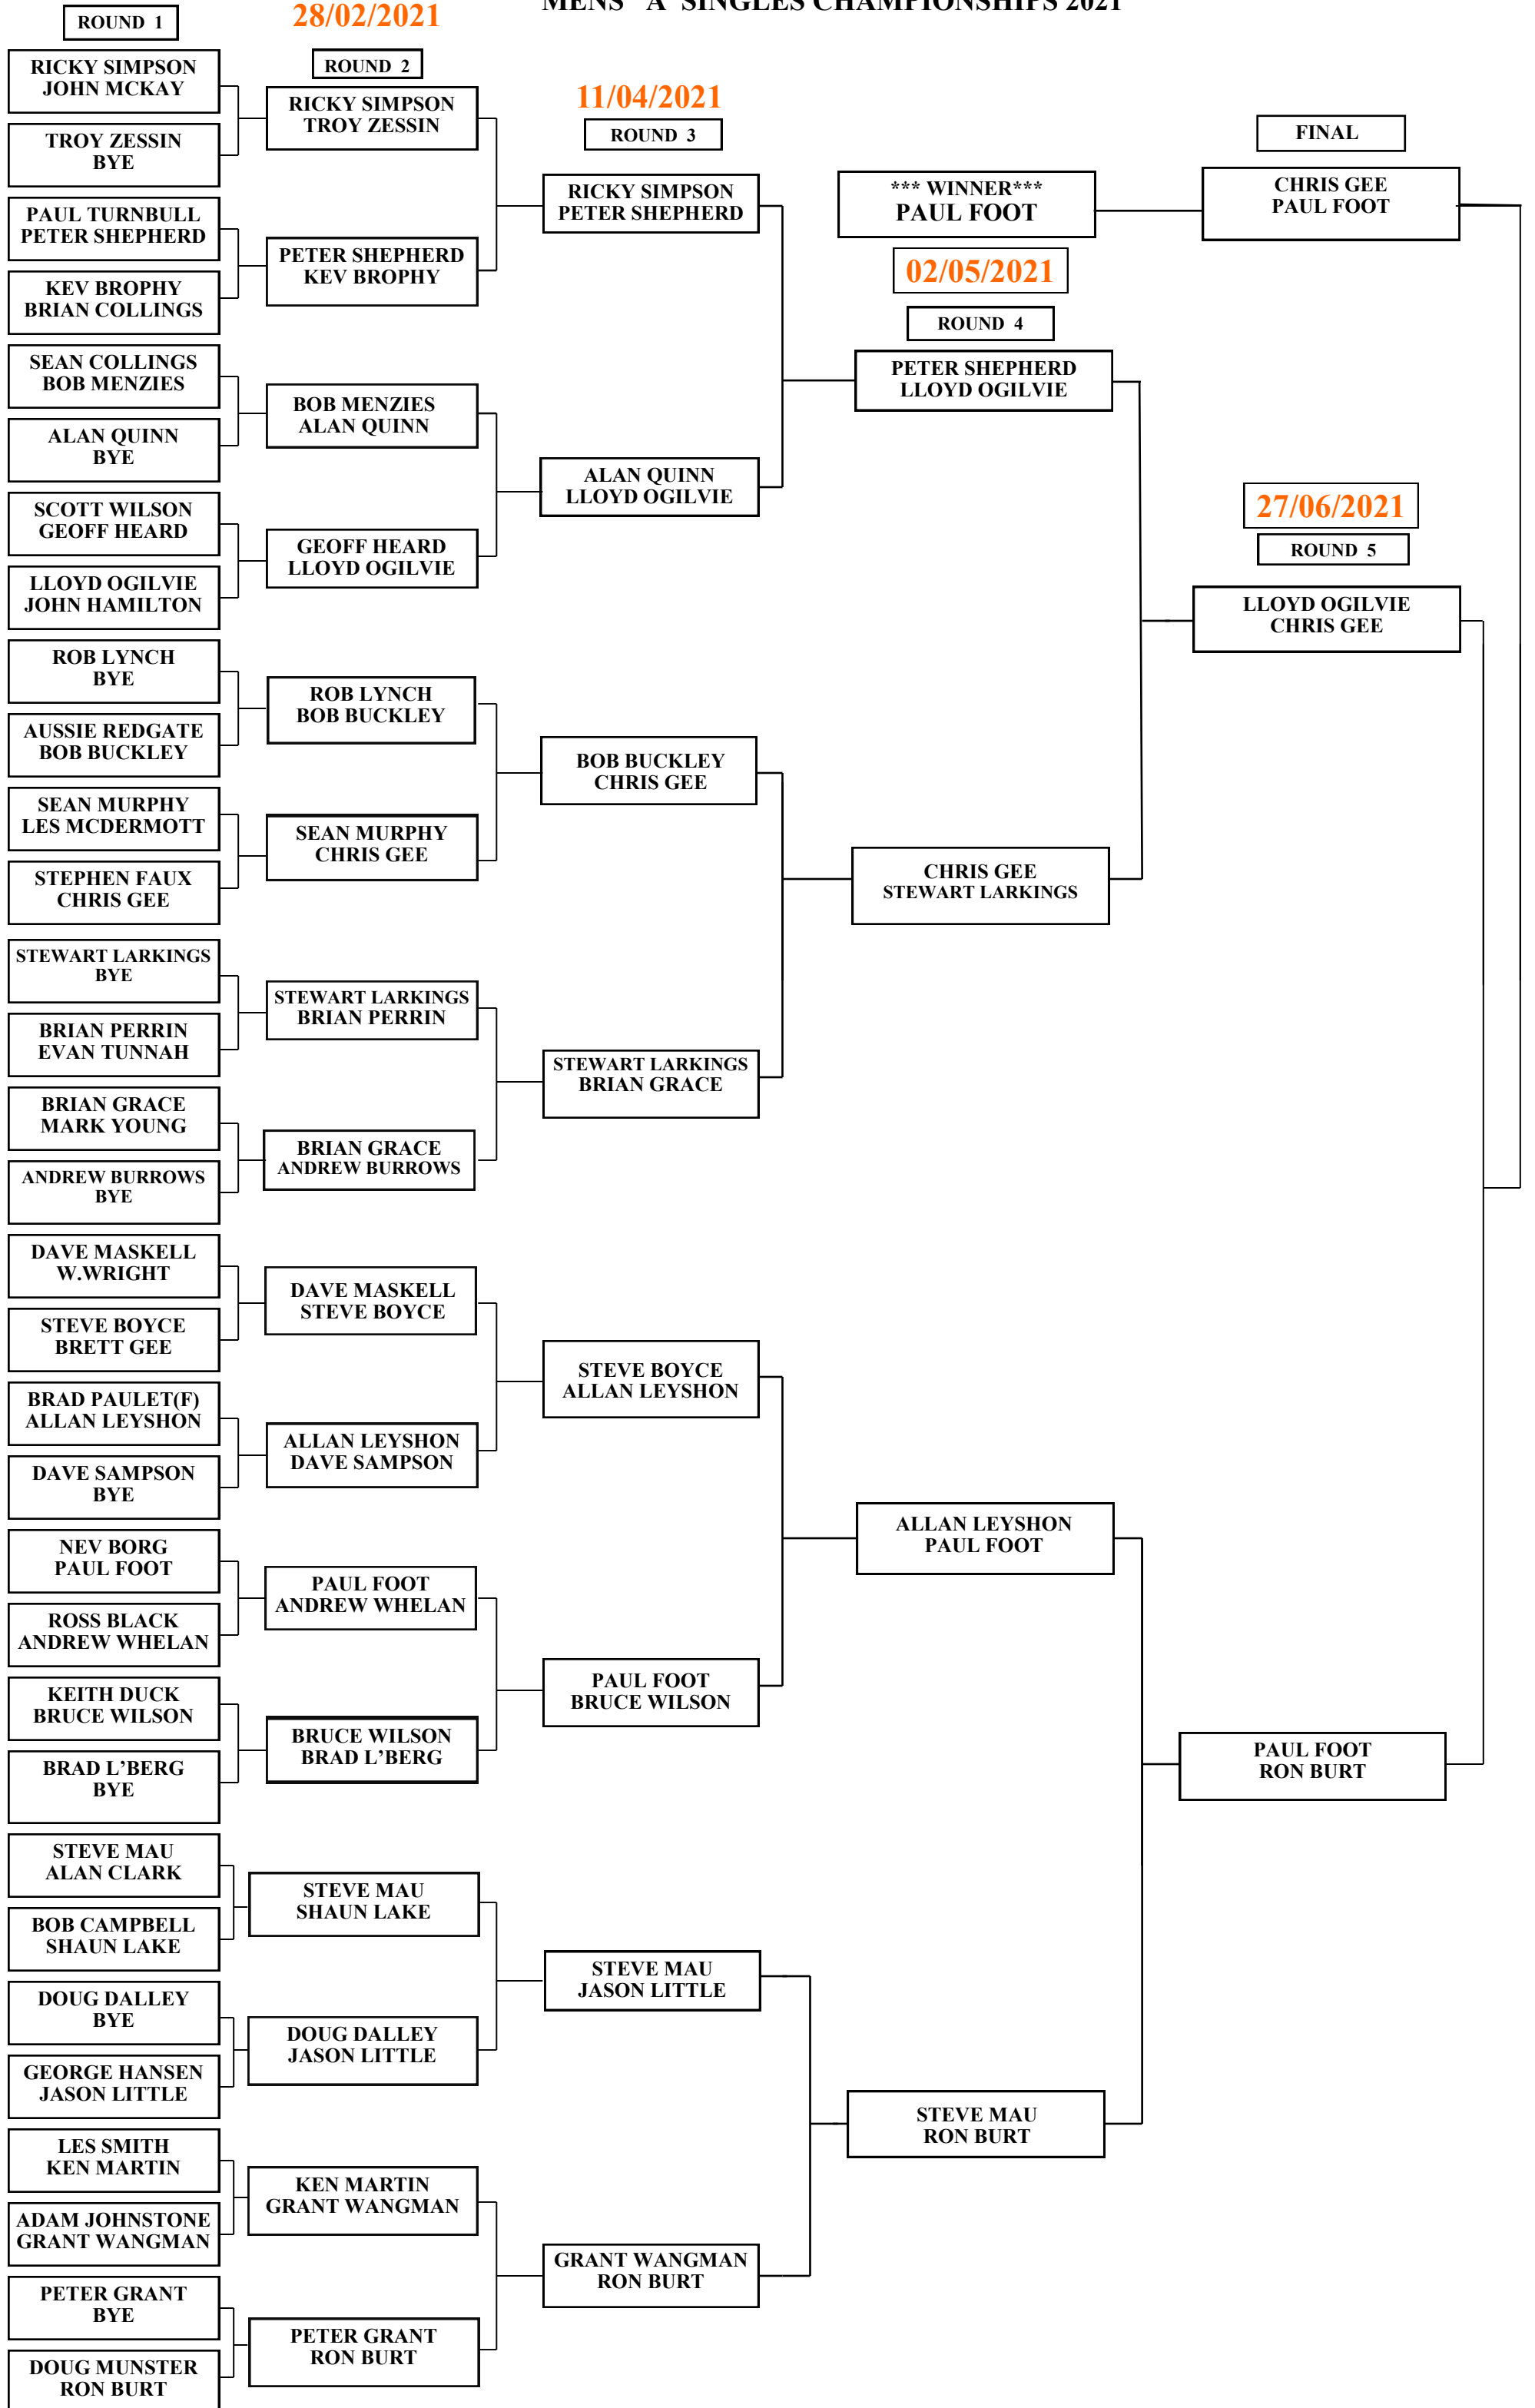 MENS "A" SINGLES CHAMPIONSHIPS 2021
ROUND 1
RICKY SIMPSON
JOHN MCKAY
TROY ZESSIN
BYE
PAUL TURNBULL
PETER SHEPHERD
KEV BROPHY
BRIAN COLLINGS
SEAN COLLINGS
BOB MENZIES
ALAN QUINN
BYE
SCOTT WILSON
GEOFF HEARD
LLOYD OGILVIE
JOHN HAMILTON
ROB LYNCH
BYE
AUSSIE REDGATE
BOB BUCKLEY
SEAN MURPHY
LES MCDERMOTT
STEPHEN FAUX
CHRIS GEE
STEWART LARKINGS
BYE
BRIAN PERRIN
EVAN TUNNAH
BRIAN GRACE
MARK YOUNG
ANDREW BURROWS
BYE
DAVE MASKELL
W.WRIGHT
STEVE BOYCE
BRETT GEE
BRAD PAULET(F)
ALLAN LEYSHON
DAVE SAMPSON
BYE
NEV BORG
PAUL FOOT
ROSS BLACK
ANDREW WHELAN
KEITH DUCK
BRUCE WILSON
BRAD L’BERG
BYE
STEVE MAU
ALAN CLARK
BOB CAMPBELL
SHAUN LAKE
DOUG DALLEY
BYE
GEORGE HANSEN
JASON LITTLE
LES SMITH
KEN MARTIN
ADAM JOHNSTONE
GRANT WANGMAN
PETER GRANT
BYE
DOUG MUNSTER
RON BURT
28/02/2021
ROUND 2
RICKY SIMPSON
TROY ZESSIN
PETER SHEPHERD
KEV BROPHY
BOB MENZIES
ALAN QUINN
GEOFF HEARD
LLOYD OGILVIE
ROB LYNCH
BOB BUCKLEY
SEAN MURPHY
CHRIS GEE
STEWART LARKINGS
BRIAN PERRIN
BRIAN GRACE
ANDREW BURROWS
DAVE MASKELL
STEVE BOYCE
ALLAN LEYSHON
DAVE SAMPSON
PAUL FOOT
ANDREW WHELAN
BRUCE WILSON
BRAD L’BERG
STEVE MAU
SHAUN LAKE
DOUG DALLEY
JASON LITTLE
KEN MARTIN
GRANT WANGMAN
PETER GRANT
RON BURT
11/04/2021
ROUND 3
RICKY SIMPSON
PETER SHEPHERD
ALAN QUINN
LLOYD OGILVIE
BOB BUCKLEY
CHRIS GEE
STEWART LARKINGS
BRIAN GRACE
STEVE BOYCE
ALLAN LEYSHON
PAUL FOOT
BRUCE WILSON
STEVE MAU
JASON LITTLE
GRANT WANGMAN
RON BURT
*** WINNER***
PAUL FOOT
02/05/2021
ROUND 4
PETER SHEPHERD
LLOYD OGILVIE
CHRIS GEE
STEWART LARKINGS
ALLAN LEYSHON
PAUL FOOT
STEVE MAU
RON BURT
FINAL
CHRIS GEE
PAUL FOOT
27/06/2021
ROUND 5
LLOYD OGILVIE
CHRIS GEE
PAUL FOOT
RON BURT